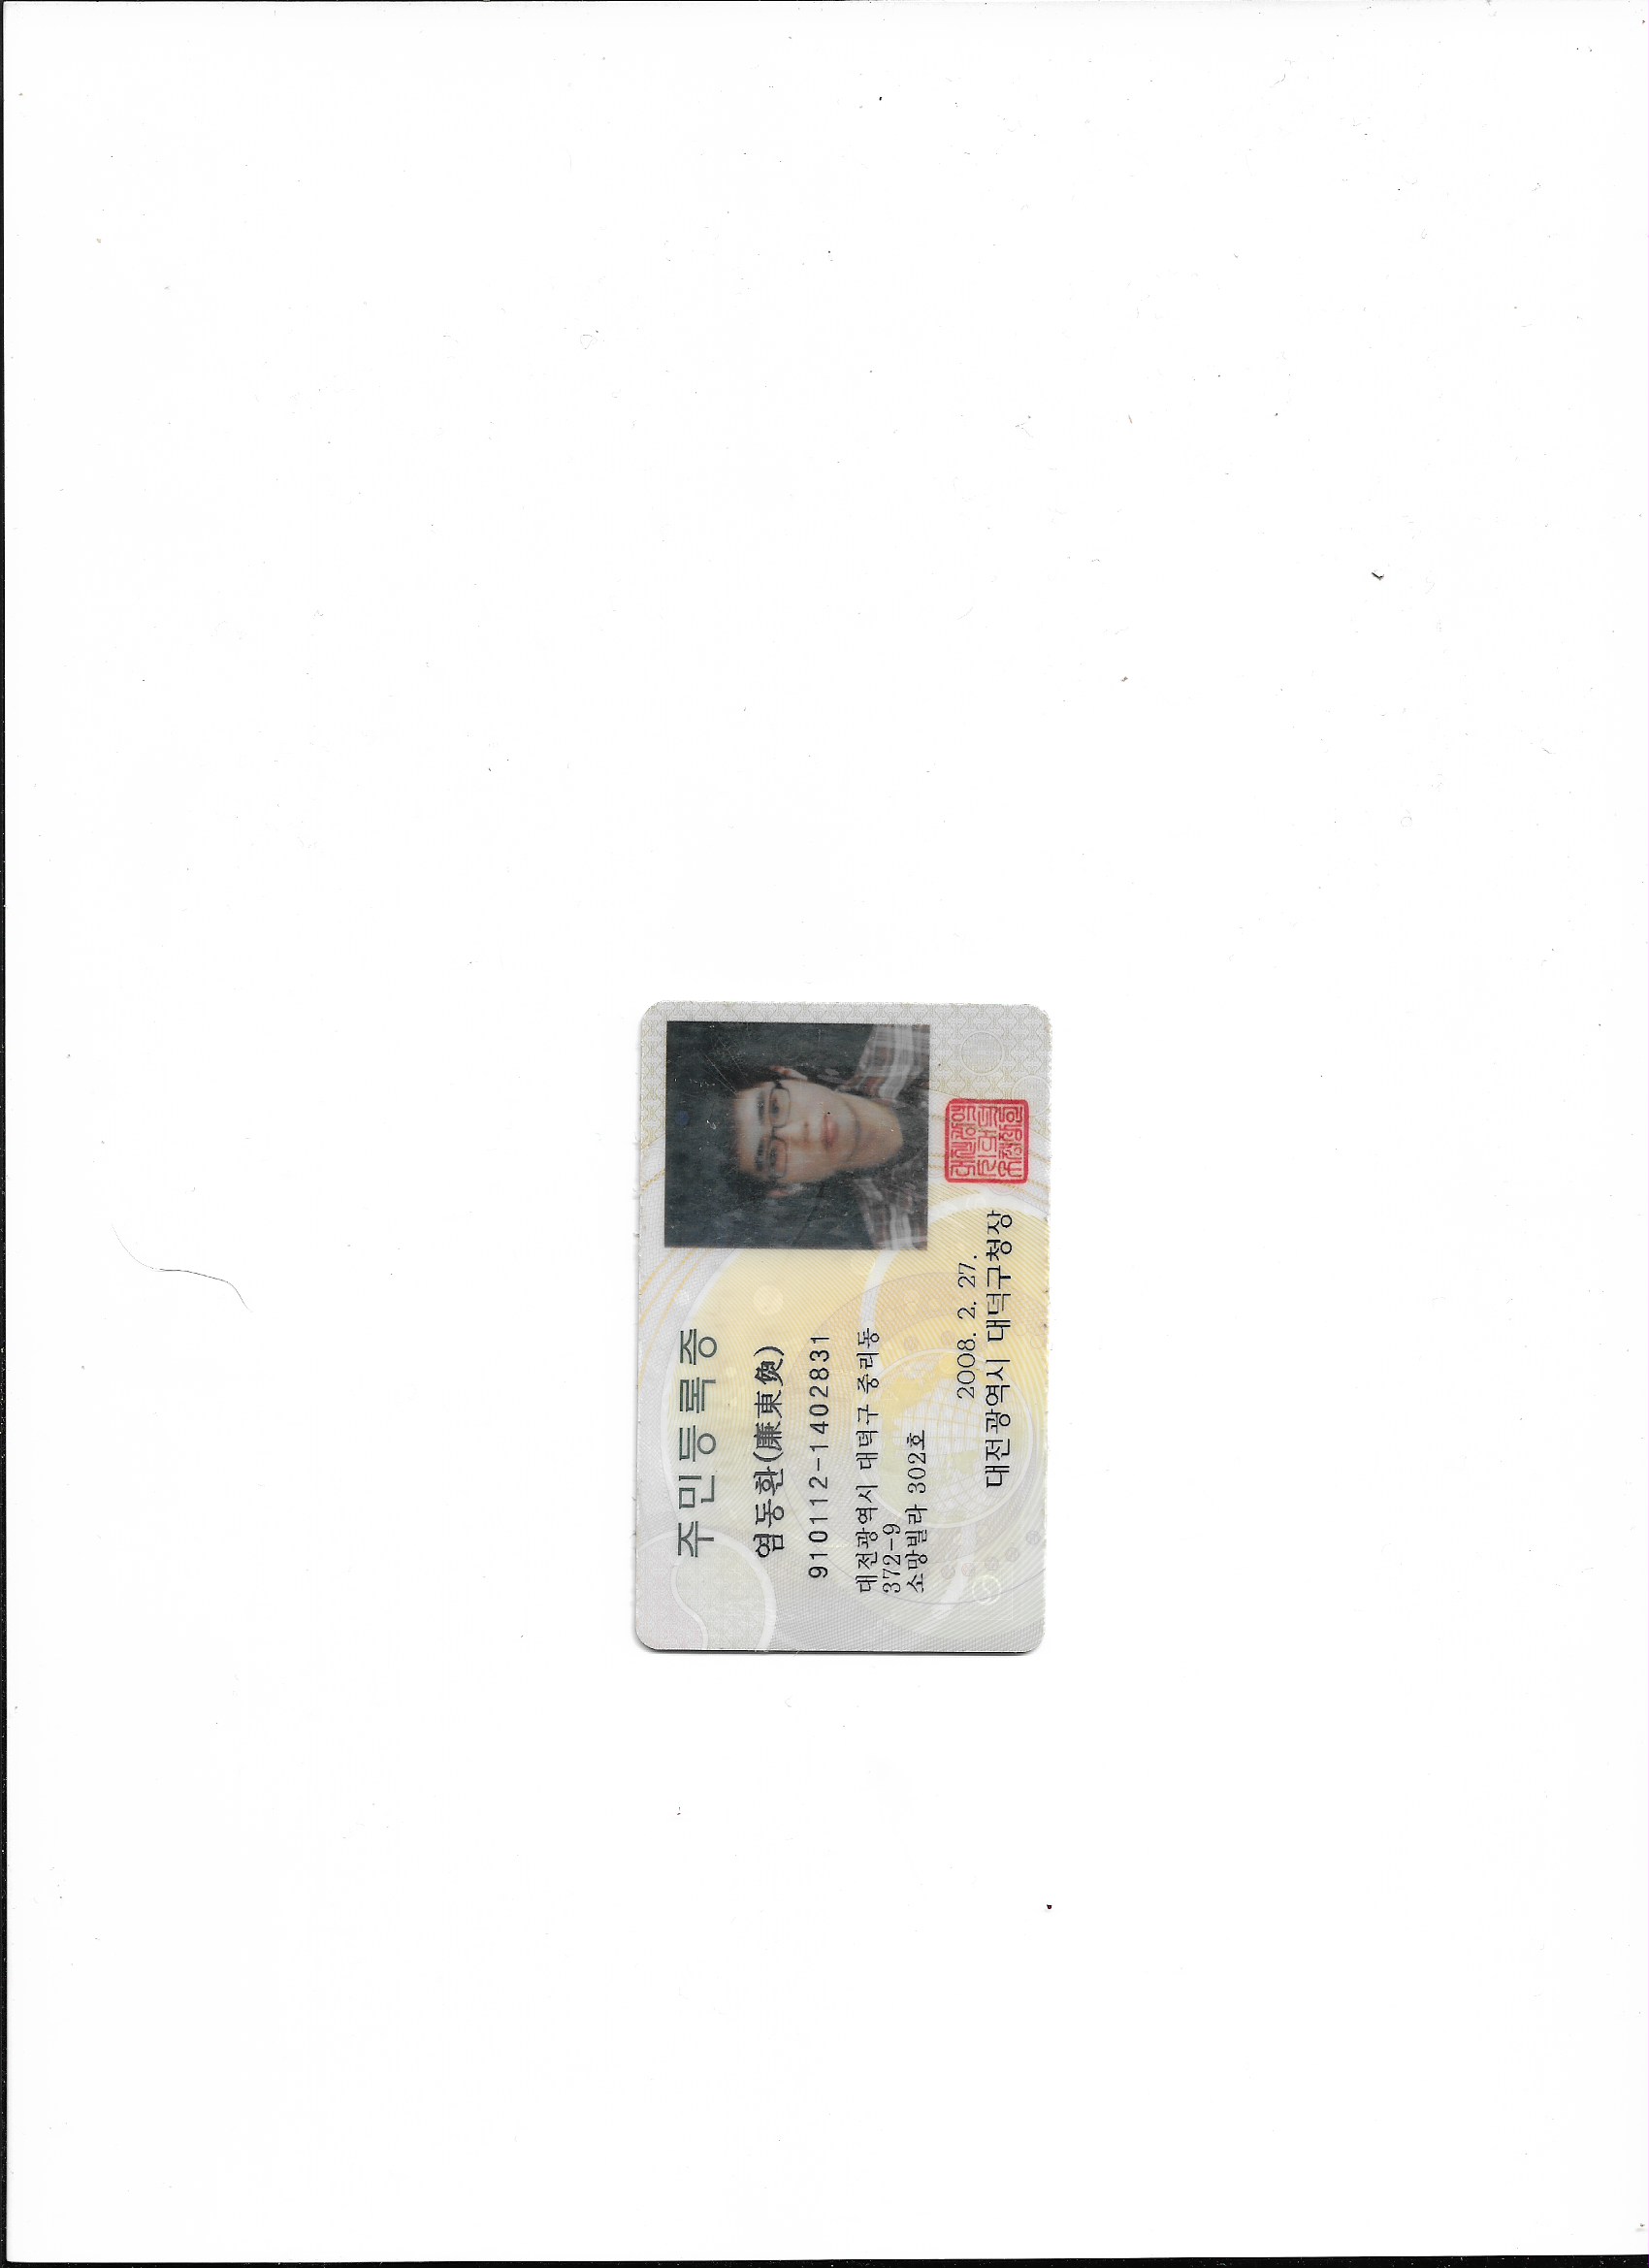 주민등록증
염동환(廉東奐)
910112-1402831
대전광역시 대덕구 중리동
372-9
소망빌라 302호
2008. 2. 27.
대전광역시 대덕구청장